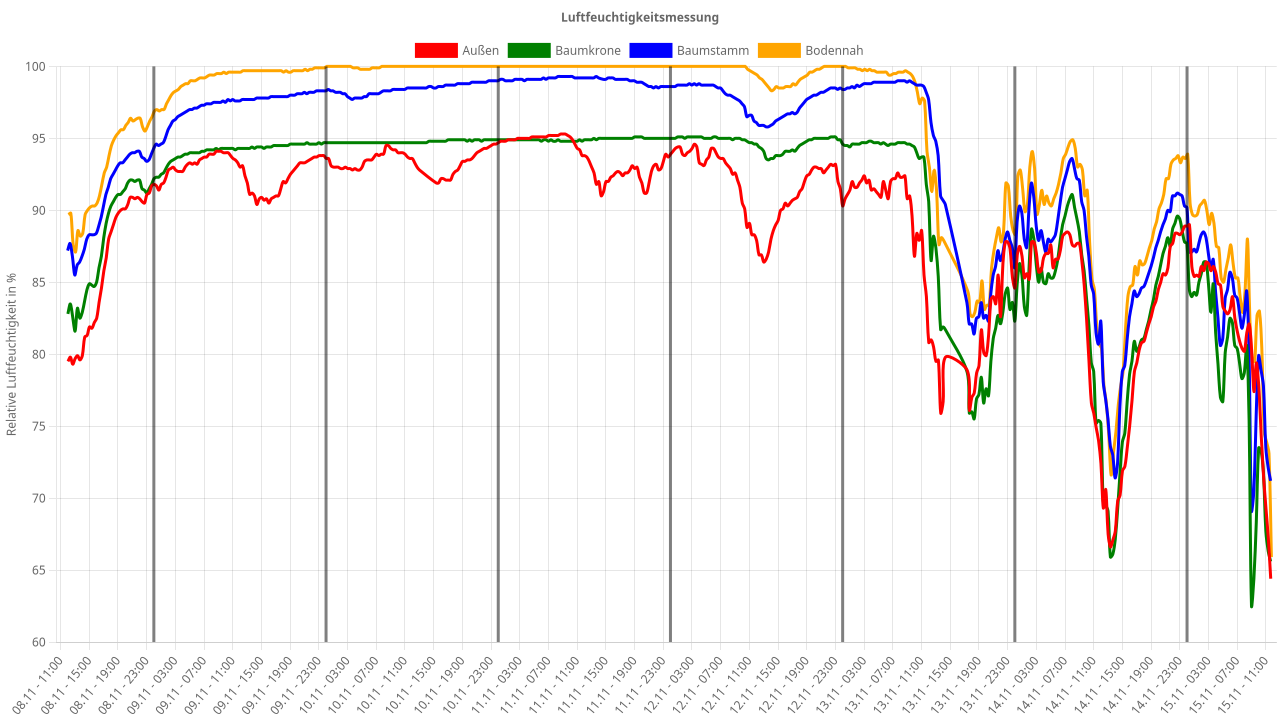 Luftfeuchtigkeitsmessung
Außen Baumkrone Baumstamm Bodennah
Relative Luftfeuchtigkeit in %
100
95
90
85
80
75
70
65
60
08.11 - 11:00
08.11 - 15:00
08.11 - 19:00
08.11 - 23:00
09.11 - 03:00
09.11 - 07:00
09.11 - 11:00
09.11 - 15:00
09.11 - 19:00
09.11 - 23:00
10.11 - 03:00
10.11 - 07:00
10.11 - 11:00
10.11 - 15:00
10.11 - 19:00
10.11 - 23:00
11.11 - 03:00
11.11 - 07:00
11.11 - 11:00
11.11 - 15:00
11.11 - 19:00
11.11 - 23:00
12.11 - 03:00
12.11 - 07:00
12.11 - 11:00
12.11 - 15:00
12.11 - 19:00
12.11 - 23:00
13.11 - 03:00
13.11 - 07:00
13.11 - 11:00
13.11 - 15:00
13.11 - 19:00
13.11 - 23:00
14.11 - 03:00
14.11 - 07:00
14.11 - 11:00
14.11 - 15:00
14.11 - 19:00
14.11 - 23:00
15.11 - 03:00
15.11 - 07:00
15.11 - 11:00